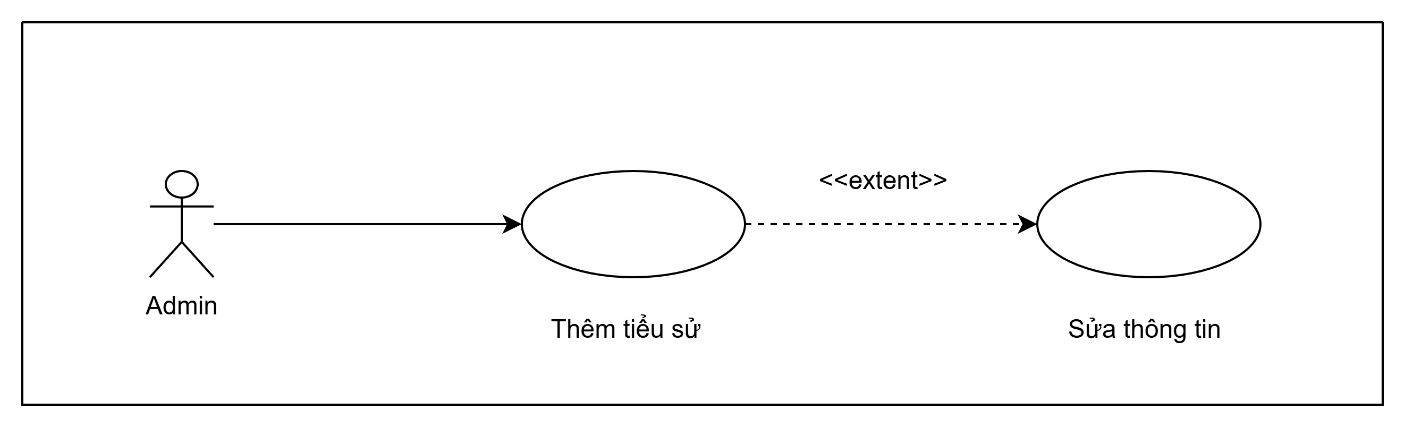 <<extent>>
Admin
Thêm tiểu sử
Sửa thông tin